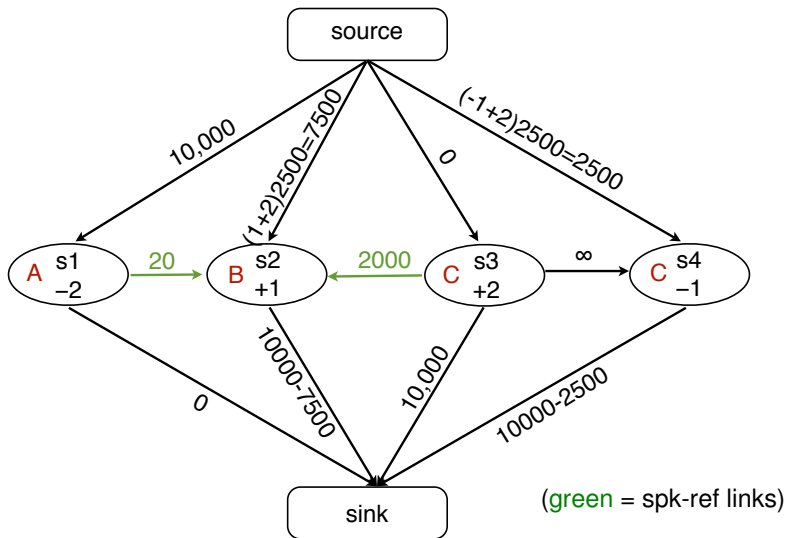 source
10,000
(1+2)2500=7500
0
(-1+2)2500=2500
A
s1
−2
20
B
s2
+1
2000
C
s3
+2
∞
C
s4
−1
0
10000-7500
10,000
10000-2500
sink
(green = spk-ref links)